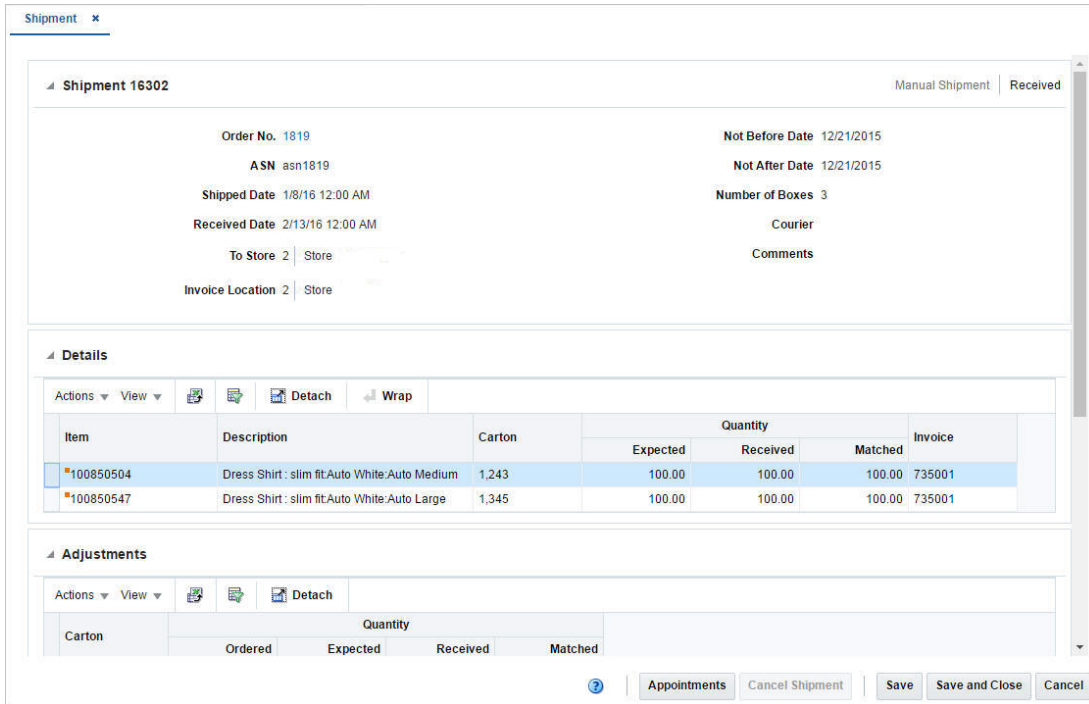 Shipment ×
Shipment 16302 Manual Shipment Received
Order No. 1819 Not Before Date 12/21/2015
ASN asn1819 Not After Date 12/21/2015
Shipped Date 1/8/16 12:00 AM Number of Boxes 3
Received Date 2/13/16 12:00 AM Courier
To Store 2 Store Comments
Invoice Location 2 Store
Details
Actions View Detach Wrap
Item Description Carton Quantity Invoice
Expected Received Matched
100850504 Dress Shirt : slim fit:Auto White:Auto Medium 1,243 100.00 100.00 100.00 735001
100850547 Dress Shirt : slim fit:Auto White:Auto Large 1,345 100.00 100.00 100.00 735001
Adjustments
Actions View Detach
Carton Quantity
Ordered Expected Received Matched
? Appointments Cancel Shipment Save Save and Close Cancel